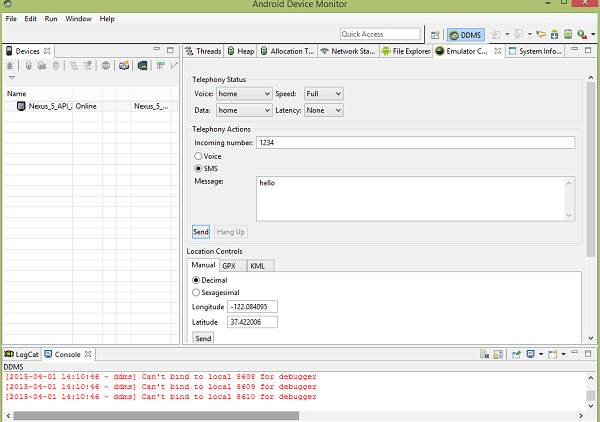 Android Device Monitor
File Edit Run Window Help
Quick Access
DDMS
Devices
Threads Heap Allocation T... Network Sta... File Explorer Emulator C... System Info...
Name
Nexus_5_API_ Online Nexus_5_...
Telephony Status
Voice: home Speed: Full
Data: home Latency: None
Telephony Actions
Incoming number: 1234
Voice
SMS
Message: hello
Send Hang Up
Location Controls
Manual GPX KML
Decimal
Sexagesimal
Longitude -122.084095
Latitude 37.422006
Send
LogCat Console
DDMS
[2015-04-01 14:10:46 - ddms] Can't bind to local 8608 for debugger
[2015-04-01 14:10:46 - ddms] Can't bind to local 8609 for debugger
[2015-04-01 14:10:46 - ddms] Can't bind to local 8610 for debugger